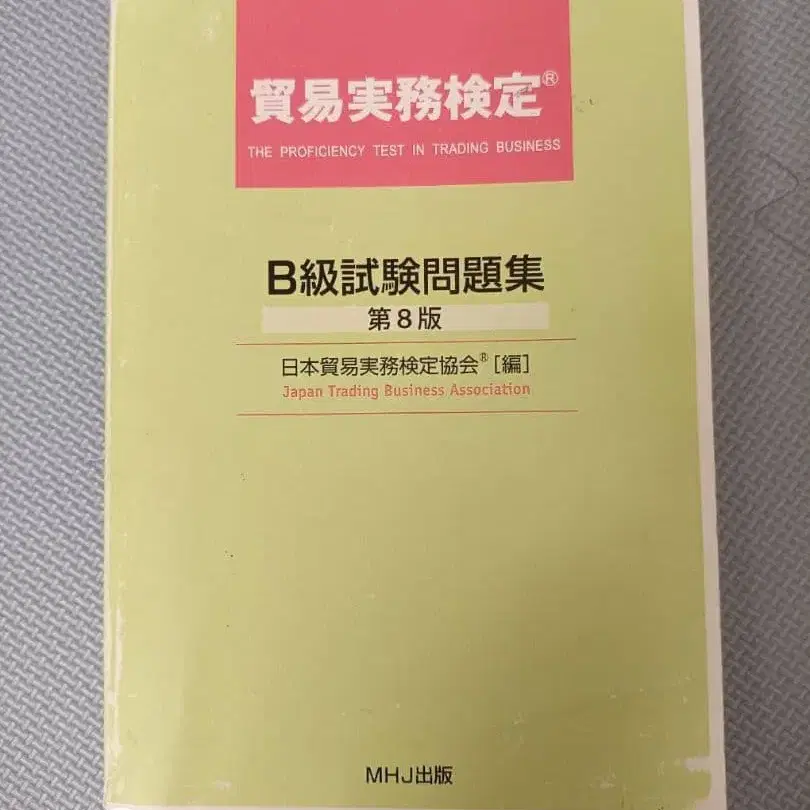 貿易実務検定®
THE PROFICIENCY TEST IN TRADING BUSINESS
B級試験問題集
第8版
日本貿易実務検定協会®[編]
Japan Trading Business Association
MHJ出版